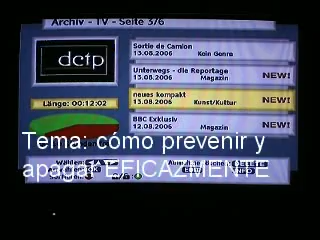 Archiv - TV - Seite 3/6
dctp
Sortie de Camion
13.08.2006 Kein Genre
Unterwegs - die Reportage
13.08.2006 Magazin NEW!
neues kompakt
13.08.2006 Kunst/Kultur NEW!
Länge: 00:12:02
BBC Exklusiv
12.08.2006 Magazin NEW!
Tema: cómo prevenir y
apagar EFICAZMENTE
Wählen: